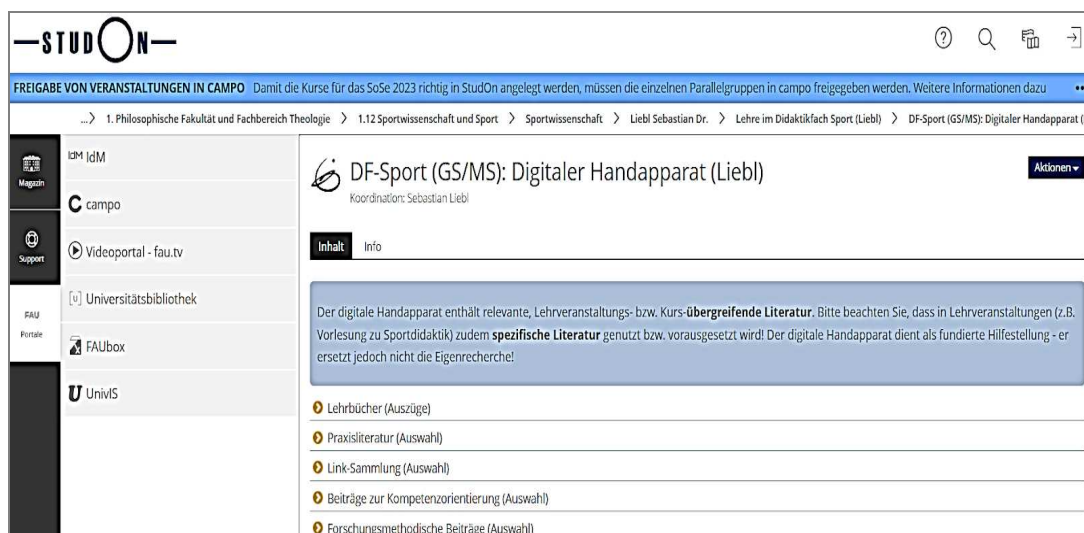 STUDON
FREIGABE VON VERANSTALTUNGEN IN CAMPO Damit die Kurse für das SoSe 2023 richtig in StudOn angelegt werden, müssen die einzelnen Parallelgruppen in campo freigegeben werden. Weitere Informationen dazu
...> 1. Philosophische Fakultät und Fachbereich Theologie > 1.12 Sportwissenschaft und Sport > Sportwissenschaft > Liebl Sebastian Dr. > Lehre im Didaktikfach Sport (Liebl) > DF-Sport (GS/MS): Digitaler Handapparat (
Magazin
Support
FAU
Portale
IdM IdM
campo
Videoportal - fau.tv
[u] Universitätsbibliothek
FAUbox
U UnivIS
DF-Sport (GS/MS): Digitaler Handapparat (Liebl)
Aktionen
Koordination: Sebastian Liebl
Inhalt Info
Der digitale Handapparat enthält relevante, Lehrveranstaltungs- bzw. Kurs-übergreifende Literatur. Bitte beachten Sie, dass in Lehrveranstaltungen (z.B.
Vorlesung zu Sportdidaktik) zudem spezifische Literatur genutzt bzw. vorausgesetzt wird! Der digitale Handapparat dient als fundierte Hilfestellung - er
ersetzt jedoch nicht die Eigenrecherche!
Lehrbücher (Auszüge)
Praxisliteratur (Auswahl)
Link-Sammlung (Auswahl)
Beiträge zur Kompetenzorientierung (Auswahl)
Forschungsmethodische Beiträge (Auswahl)